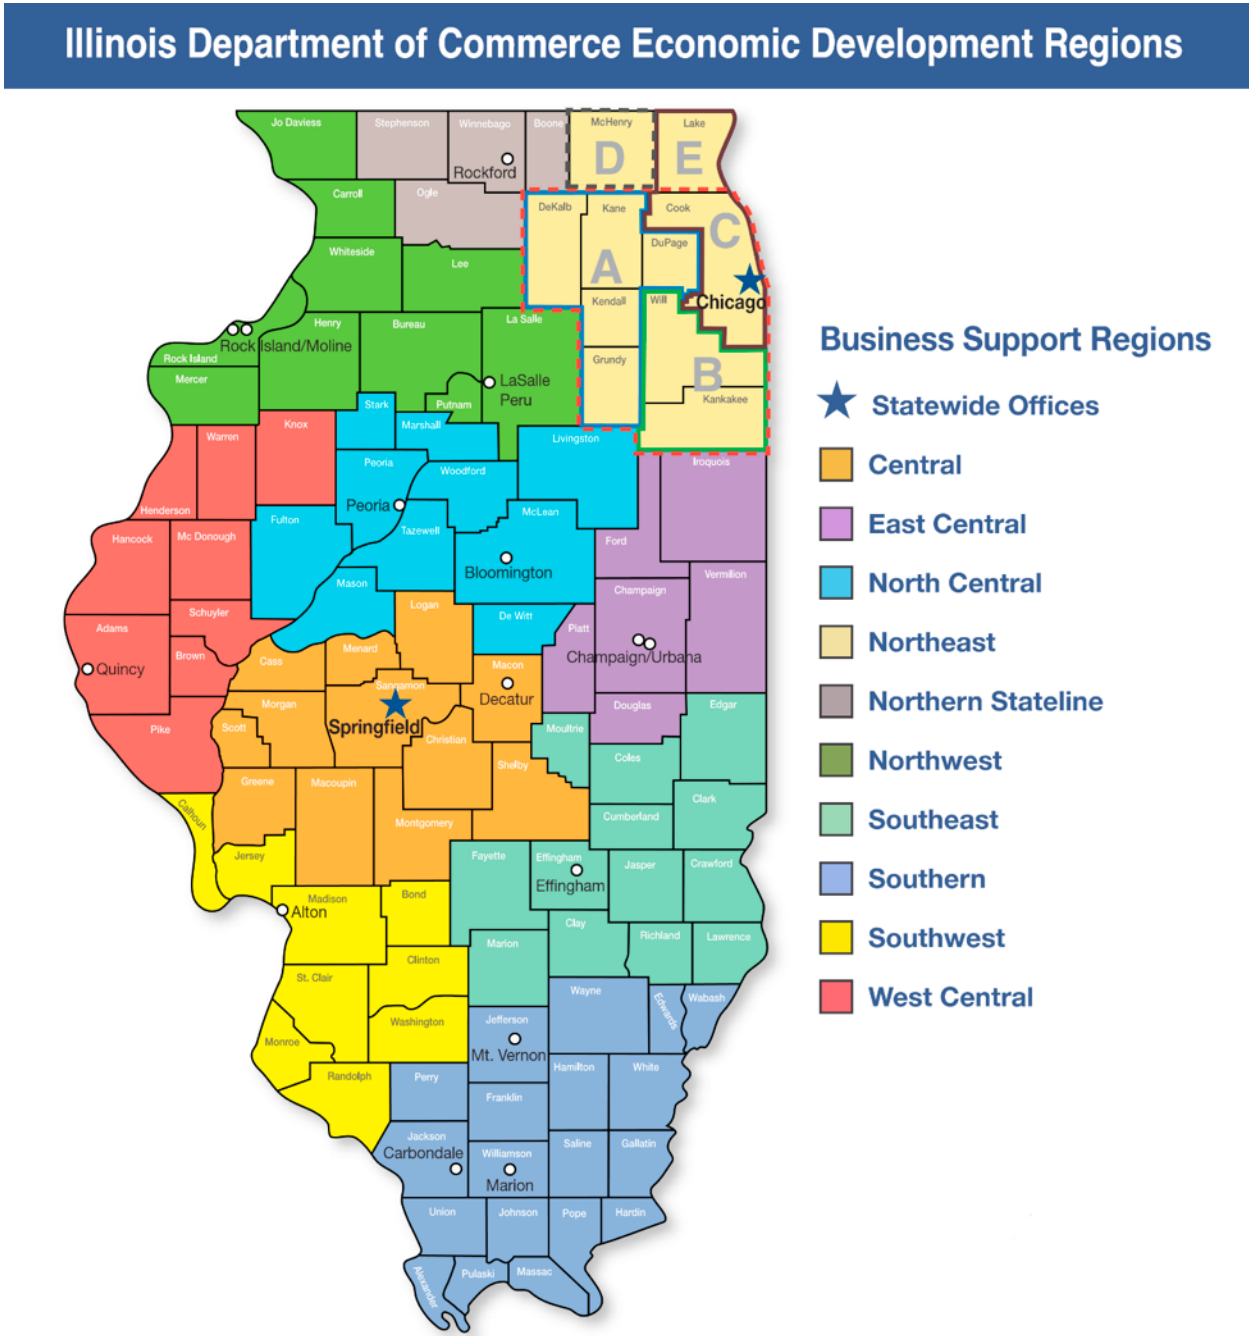 Illinois Department of Commerce Economic Development Regions
Jo Daviess
Stephenson
Winnebago
Boone
McHenry
Lake
D
E
Rockford
Carroll
Ogle
DeKalb
Kane
Cook
C
Whiteside
Lee
A
DuPage
Kendall
Will
Chicago
Henry
Bureau
La Salle
Rock Island/Moline
Rock Island
Grundy
B
Mercer
LaSalle
Peru
Putnam
Kankakee
Stark
Marshall
Knox
Warren
Livingston
Peoria
Woodford
Iroquois
Henderson
Peoria
Fulton
Tazewell
McLean
Hancock
Mc Donough
Ford
Bloomington
Mason
Champaign
Vermilion
Schuyler
Logan
De Witt
Adams
Piatt
Brown
Quincy
Cass
Menard
Champaign/Urbana
Macon
Sangamon
Decatur
Morgan
Douglas
Edgar
Pike
Scott
Springfield
Christian
Moultrie
Coles
Shelby
Greene
Macoupin
Clark
Calhoun
Montgomery
Cumberland
Jersey
Fayette
Effingham
Jasper
Crawford
Effingham
Madison
Bond
Alton
Clay
Richland
Lawrence
Marion
Clinton
St. Clair
Wayne
Edwards
Wabash
Washington
Jefferson
Monroe
Mt. Vernon
Randolph
Perry
Hamilton
White
Franklin
Jackson
Carbondale
Williamson
Saline
Gallatin
Marion
Union
Johnson
Pope
Hardin
Alexander
Pulaski
Massac
Business Support Regions
Statewide Offices
Central
East Central
North Central
Northeast
Northern Stateline
Northwest
Southeast
Southern
Southwest
West Central